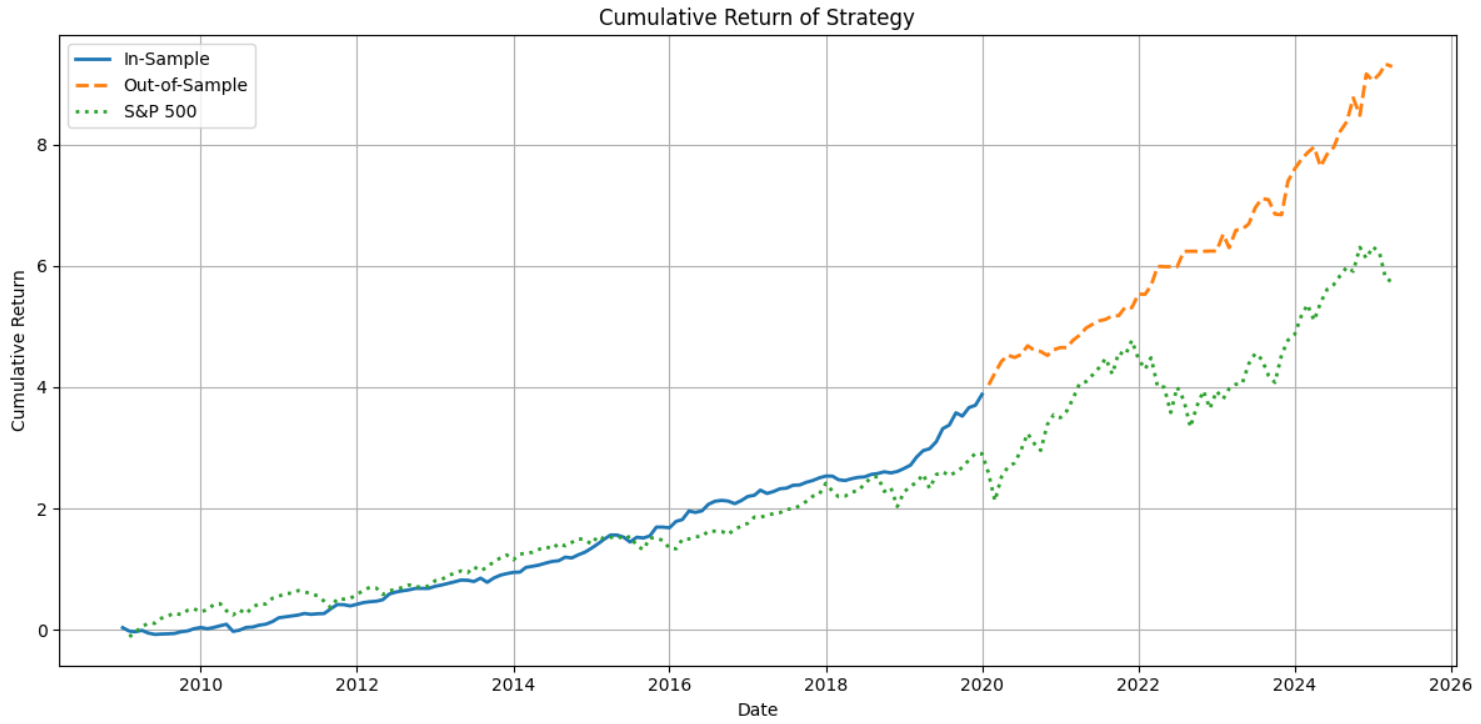 Cumulative Return of Strategy
In-Sample
Out-of-Sample
S&P 500
Cumulative Return
8
6
4
2
0
2010 2012 2014 2016 2018 2020 2022 2024 2026
Date